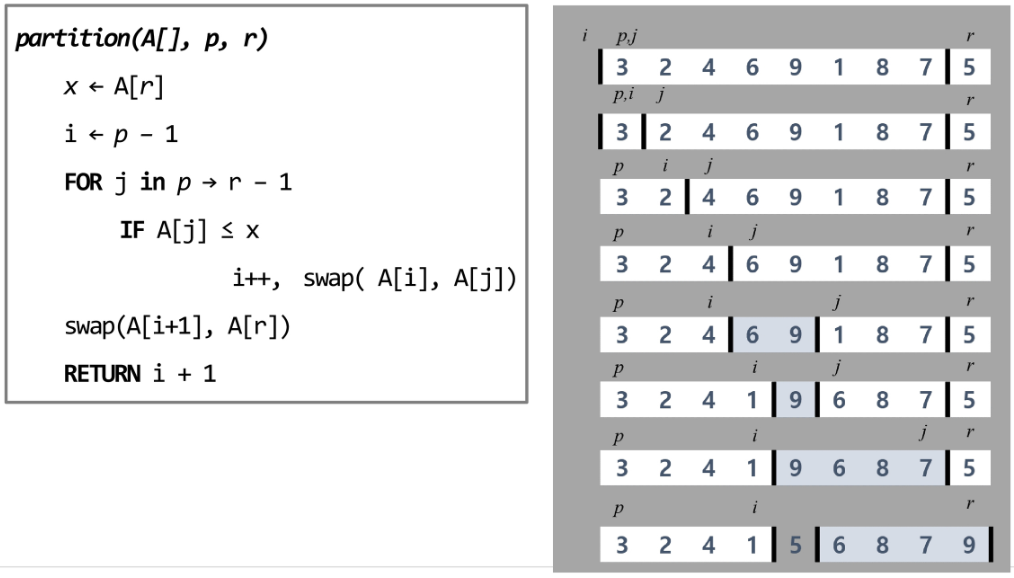 partition(A[], p, r)
x ← A[r]
i ← p – 1
FOR j in p → r – 1
IF A[j] ≤ x
i++, swap( A[i], A[j])
swap(A[i+1], A[r])
RETURN i + 1
i p,j r
3 2 4 6 9 1 8 7 5
p,i j r
3 2 4 6 9 1 8 7 5
p i j r
3 2 4 6 9 1 8 7 5
p i j r
3 2 4 6 9 1 8 7 5
p i j r
3 2 4 6 9 1 8 7 5
p i j r
3 2 4 1 9 6 8 7 5
p i j r
3 2 4 1 9 6 8 7 5
p i r
3 2 4 1 5 6 8 7 9